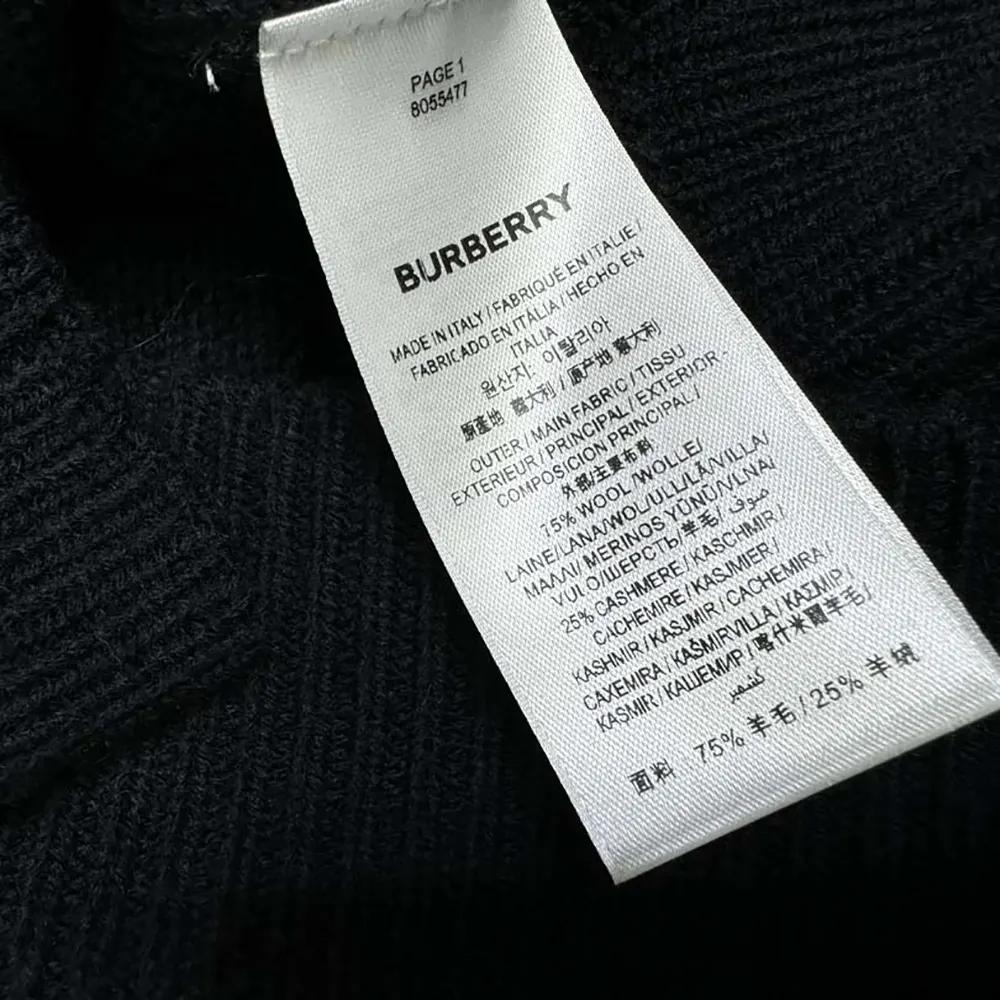 PAGE 1
8055477
BURBERRY
MADE IN ITALY / FABRIQUÉ EN ITALIE /
FABRICADO EN ITÁLIA / HECHO EN
ITALIA
원산지: 이탈리아
原產地 義大利 / 原产地 意大利
OUTER / MAIN FABRIC / TISSU
EXTERIEUR / PRINCIPAL / EXTERIOR -
COMPOSICION PRINCIPAL /
外部/主要布料
75% WOOL WOLLE/
LAINE/LANA/WOL/ULL/LÃ/VILLA/
ΜΑΛΛΙ/ MERINOS YÜNÜ/VLNA/
VULO/ШЕРСТЬ/羊毛/ صوف
25% CASHMERE / KASCHMIR /
CACHEMIRE / KASJMIER /
KASHMIR / KASJMIR / CACHEMIRA /
CAXEMIRA / KAŠMIRVILLA / ΚΑΣΜΙΡ /
KASMIR / КАШЕМИР / 喀什米爾羊毛/
كشمير
面料 75% 羊毛 / 25% 羊绒